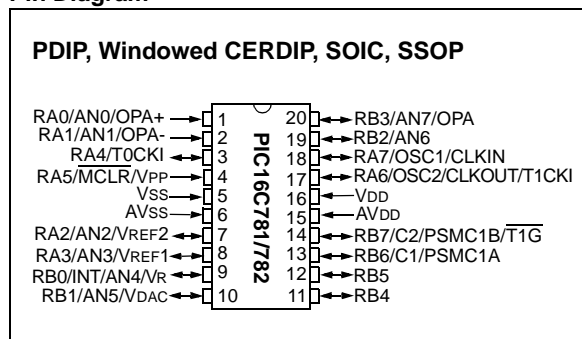 Pin Diagram
PDIP, Windowed CERDIP, SOIC, SSOP
RA0/AN0/OPA+ 1 20 RB3/AN7/OPA
RA1/AN1/OPA- 2 19 RB2/AN6
RA4/T0CKI 3 18 RA7/OSC1/CLKIN
RA5/MCLR/VPP 4 17 RA6/OSC2/CLKOUT/T1CKI
VSS 5 16 VDD
AVSS 6 15 AVDD
RA2/AN2/VREF2 7 14 RB7/C2/PSMC1B/T1G
RA3/AN3/VREF1 8 13 RB6/C1/PSMC1A
RB0/INT/AN4/VR 9 12 RB5
RB1/AN5/VDAC 10 11 RB4
PIC16C781/782